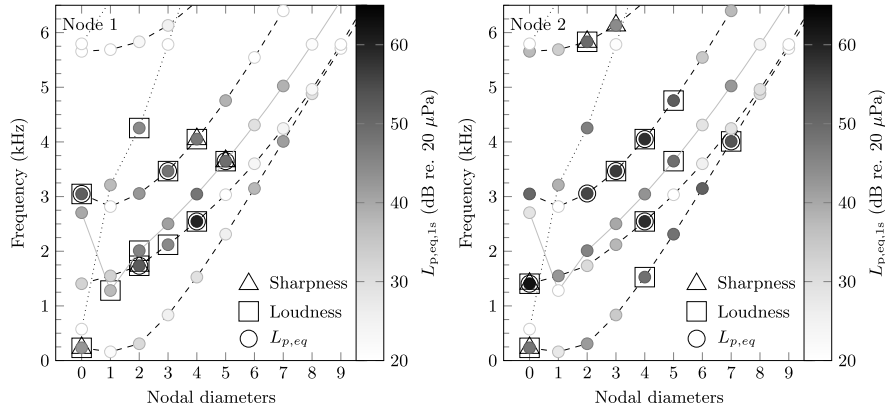 Node 1
Frequency (kHz)
6
5
4
3
2
1
0
0 1 2 3 4 5 6 7 8 9
Nodal diameters
Sharpness
Loudness
L_{p,eq}
60
50
40
30
20
L_{p,eq,1s} (dB re. 20 μPa)
Node 2
Frequency (kHz)
6
5
4
3
2
1
0
0 1 2 3 4 5 6 7 8 9
Nodal diameters
Sharpness
Loudness
L_{p,eq}
60
50
40
30
20
L_{p,eq,1s} (dB re. 20 μPa)